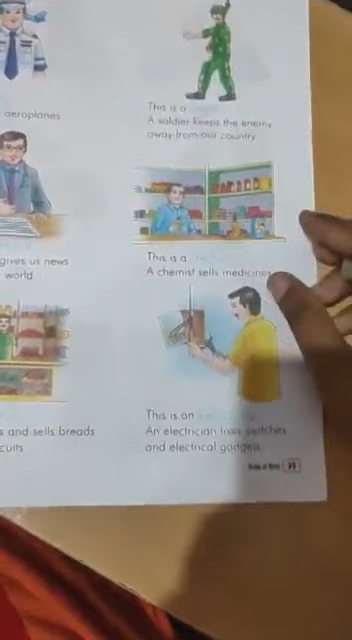 aeroplanes
This is a
A soldier keeps the enemy
away from our country
gives us news
world
This is a
A chemist sells medicines
s and sells breads
cuits
This is an
An electrician fixes switches
and electrical gadgets
39